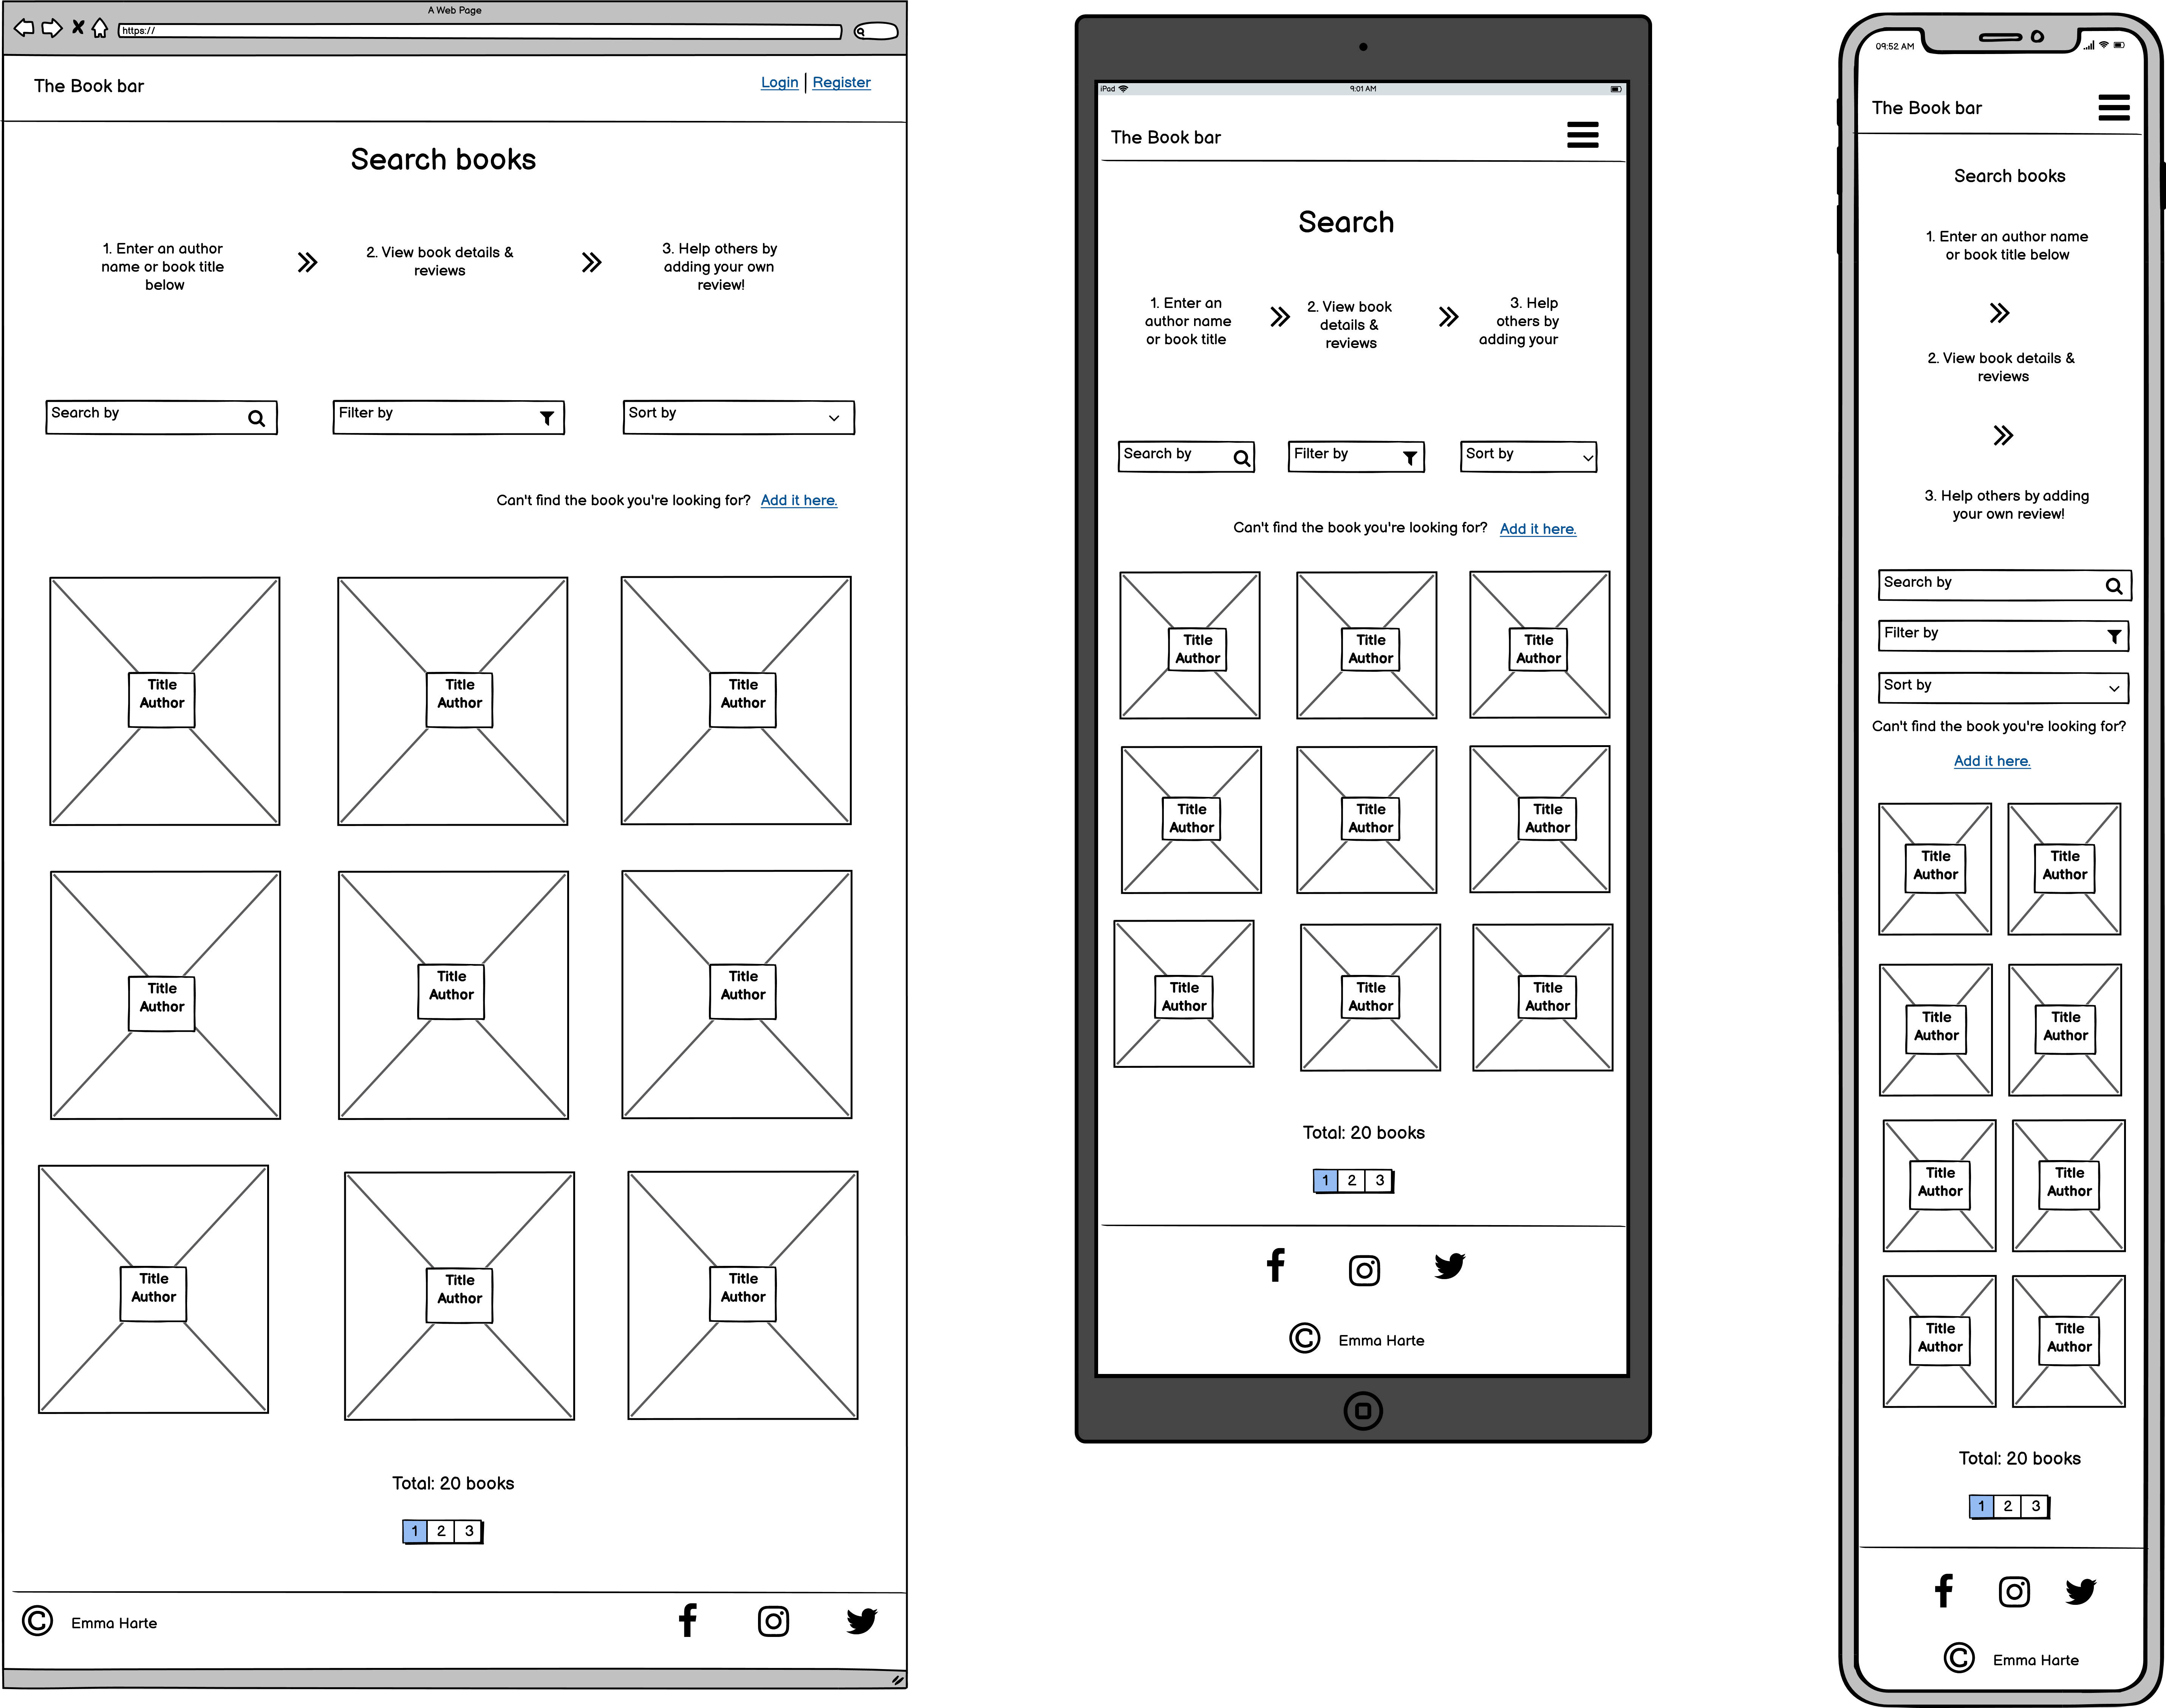 A Web Page
https://
The Book bar
Login | Register
Search books
1. Enter an author
name or book title
below
2. View book details &
reviews
3. Help others by
adding your own
review!
Search by
Filter by
Sort by
Can't find the book you're looking for? Add it here.
Title
Author
Title
Author
Title
Author
Title
Author
Title
Author
Title
Author
Title
Author
Title
Author
Title
Author
Total: 20 books
1 2 3
© Emma Harte
iPad
9:01 AM
The Book bar
Search
1. Enter an
author name
or book title
2. View book
details &
reviews
3. Help
others by
adding your
Search by
Filter by
Sort by
Can't find the book you're looking for? Add it here.
Title
Author
Title
Author
Title
Author
Title
Author
Title
Author
Title
Author
Title
Author
Title
Author
Title
Author
Total: 20 books
1 2 3
© Emma Harte
09:52 AM
The Book bar
Search books
1. Enter an author name
or book title below
2. View book details &
reviews
3. Help others by adding
your own review!
Search by
Filter by
Sort by
Can't find the book you're looking for?
Add it here.
Title
Author
Title
Author
Title
Author
Title
Author
Title
Author
Title
Author
Title
Author
Title
Author
Total: 20 books
1 2 3
© Emma Harte